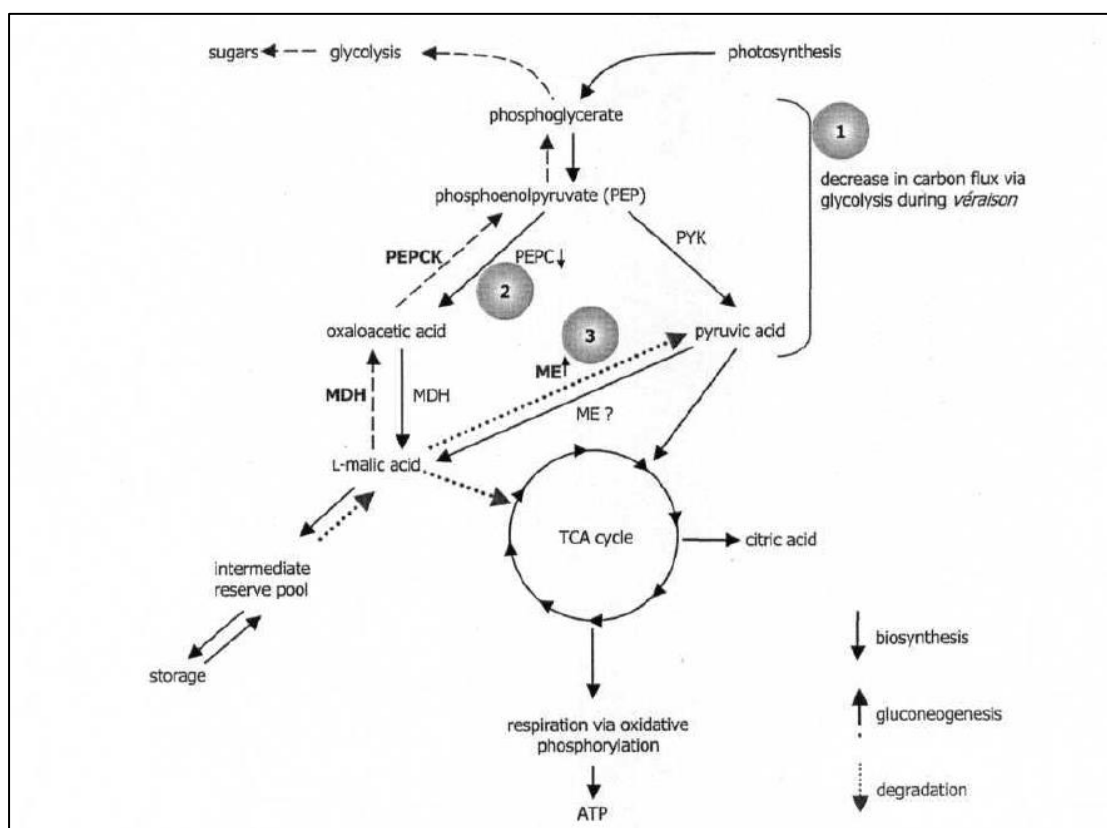 sugars glycolysis photosynthesis
phosphoglycerate
1
decrease in carbon flux via
glycolysis during véraison
phosphoenolpyruvate (PEP)
PEPCK PEPC↓ PYK
2
oxaloacetic acid
3
pyruvic acid
ME↑
MDH MDH
ME ?
L-malic acid
TCA cycle
citric acid
intermediate
reserve pool
storage
respiration via oxidative
phosphorylation
ATP
biosynthesis
gluconeogenesis
degradation